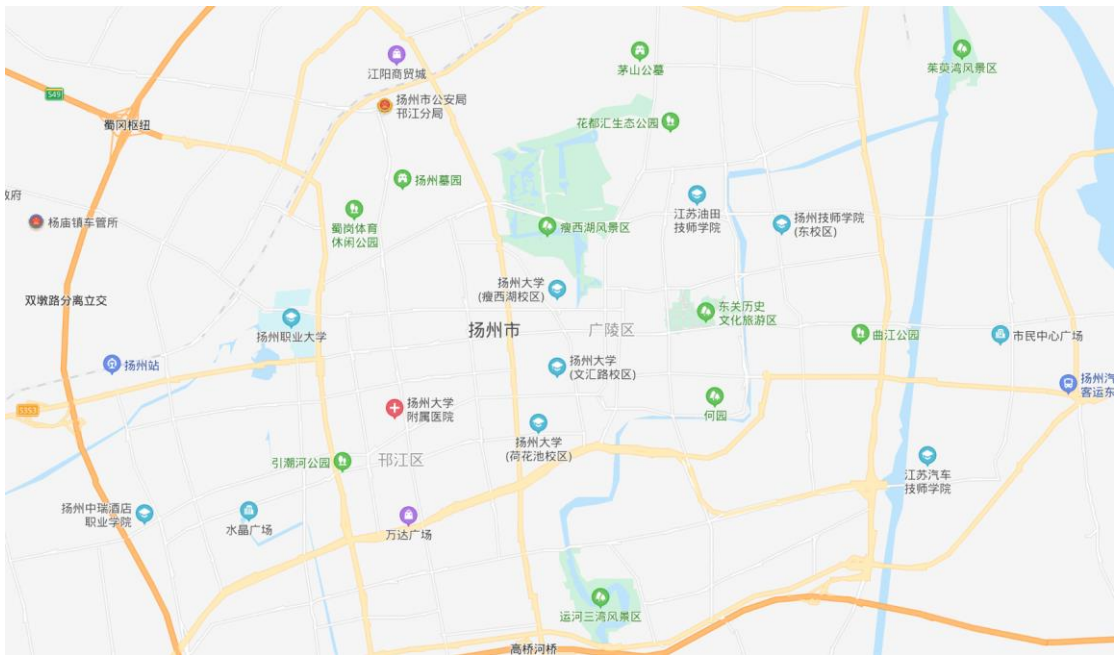 江阳商贸城
茅山公墓
茱萸湾风景区
S49
扬州市公安局
邗江分局
蜀冈枢纽
花都汇生态公园
扬州墓园
政府
杨庙镇车管所
蜀岗体育
休闲公园
瘦西湖风景区
江苏油田
技师学院
扬州技师学院
(东校区)
扬州大学
(瘦西湖校区)
双墩路分离立交
扬州职业大学
扬州市
广陵区
东关历史
文化旅游区
曲江公园
市民中心广场
扬州站
扬州大学
(文汇路校区)
扬州汽
客运东
S353
扬州大学
附属医院
何园
扬州大学
(荷花池校区)
引潮河公园
邗江区
江苏汽车
技师学院
扬州中瑞酒店
职业学院
水晶广场
万达广场
运河三湾风景区
高桥河桥